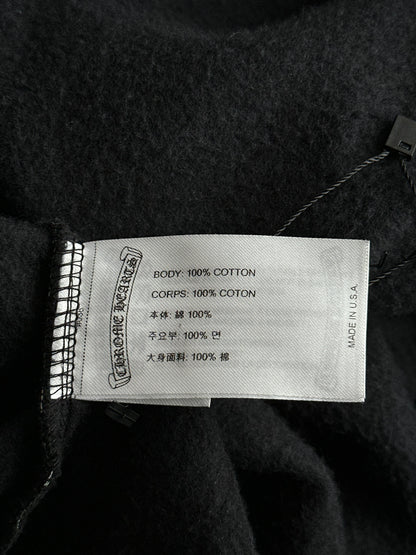 CHROME HEARTS
BODY: 100% COTTON
CORPS: 100% COTON
本体: 綿 100%
주요부: 100% 면
大身面料: 100% 棉
MADE IN U.S.A.